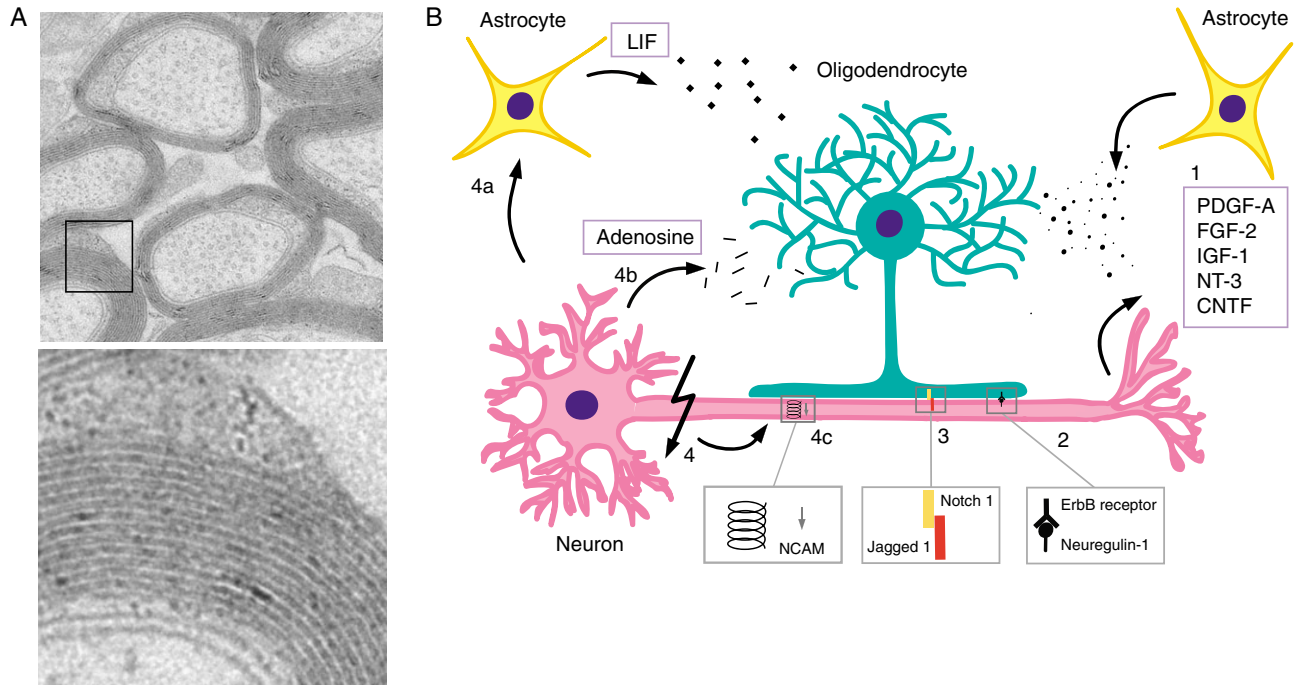 A
B
Astrocyte
LIF
Oligodendrocyte
Astrocyte
4a
1
PDGF-A
FGF-2
IGF-1
NT-3
CNTF
Adenosine
4b
4
4c
3
2
Neuron
NCAM
Notch 1
Jagged 1
ErbB receptor
Neuregulin-1